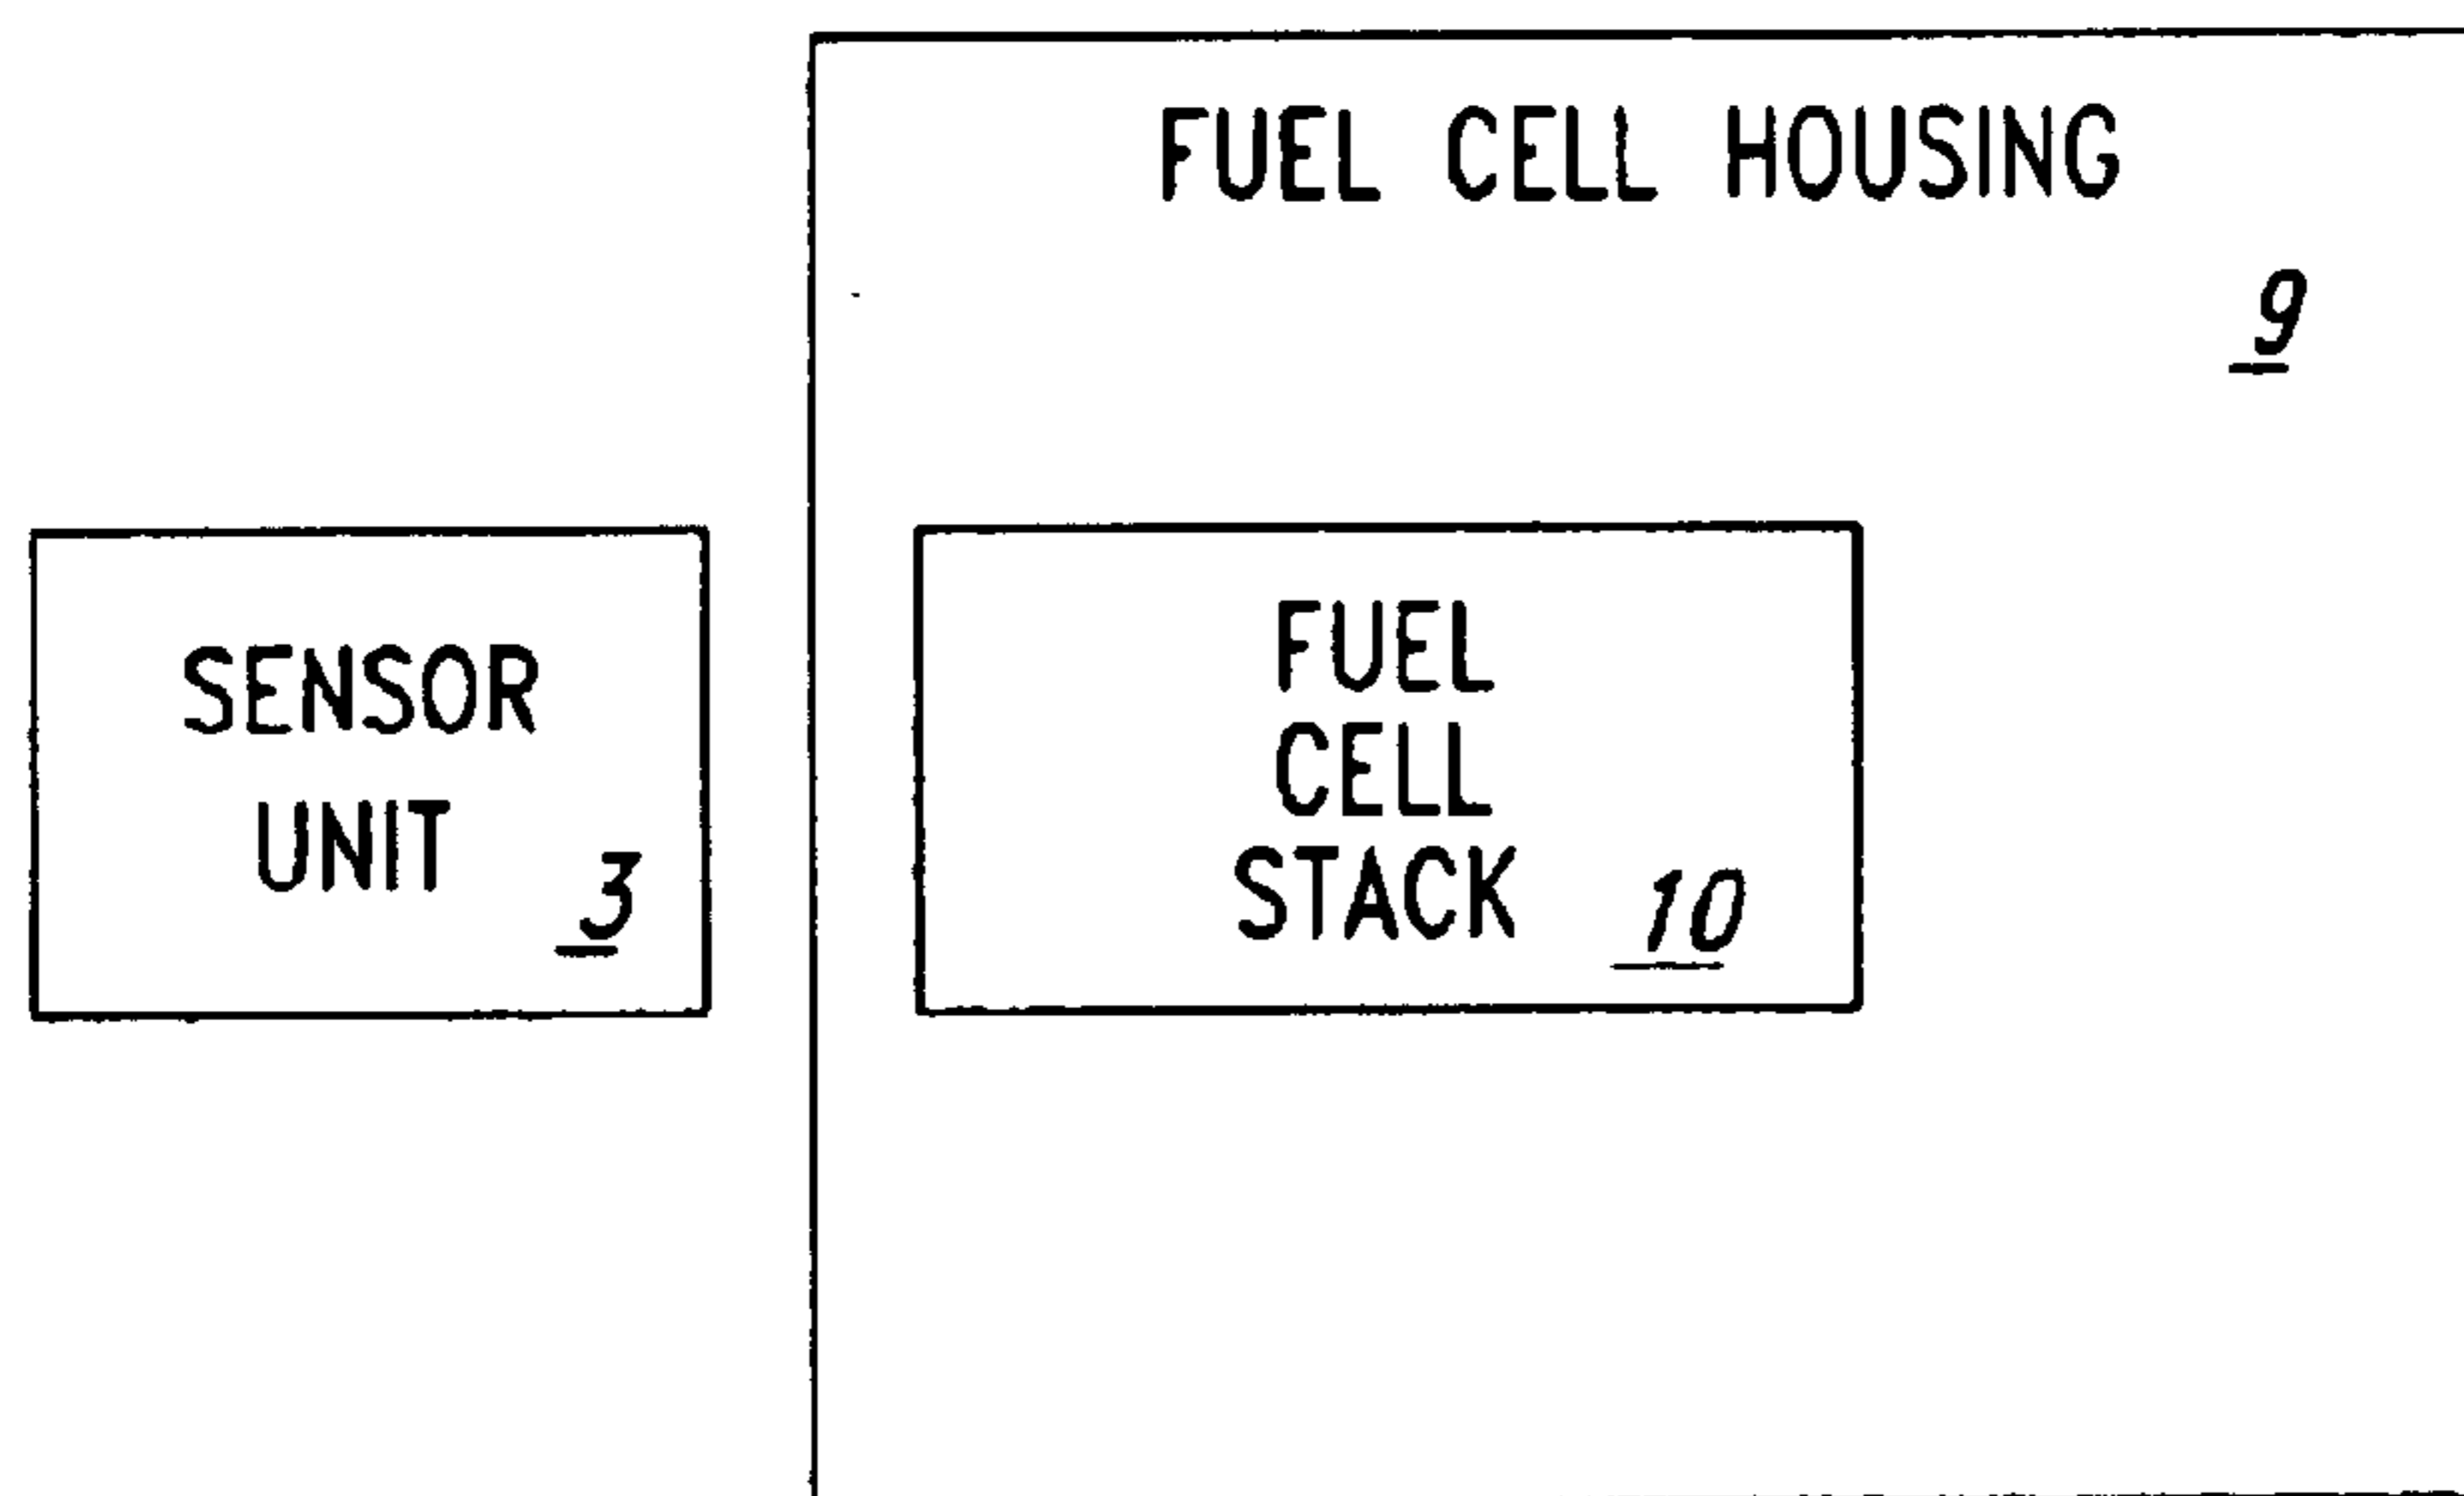 FUEL CELL HOUSING
9
SENSOR
UNIT
3
FUEL
CELL
STACK
10